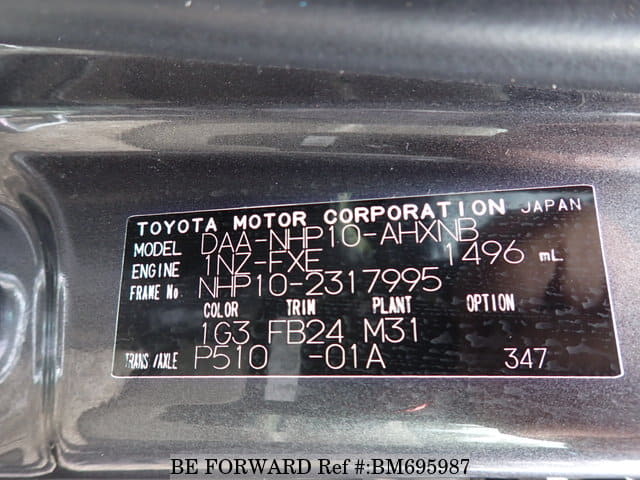 TOYOTA MOTOR CORPORATION JAPAN
MODEL DAA-NHP10-AHXNB
ENGINE 1NZ-FXE 1496 mL
FRAME No. NHP10-2317995
COLOR TRIM PLANT OPTION
1G3 FB24 M31
TRANS/AXLE P510 -01A 347
BE FORWARD Ref #:BM695987